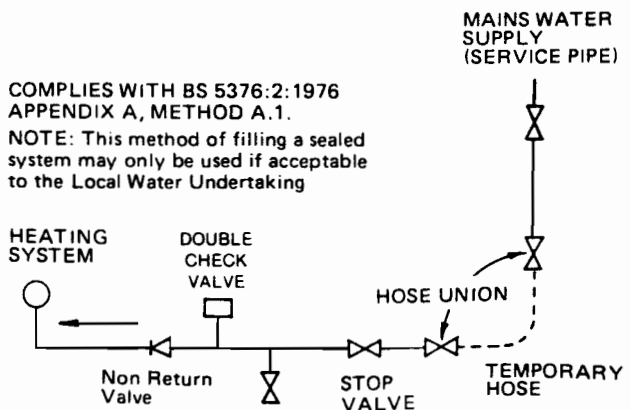 MAINS WATER
SUPPLY
(SERVICE PIPE)
COMPLIES WITH BS 5376:2:1976
APPENDIX A, METHOD A.1.
NOTE: This method of filling a sealed
system may only be used if acceptable
to the Local Water Undertaking
HEATING
SYSTEM
DOUBLE
CHECK
VALVE
HOSE UNION
Non Return
Valve
STOP
VALVE
TEMPORARY
HOSE